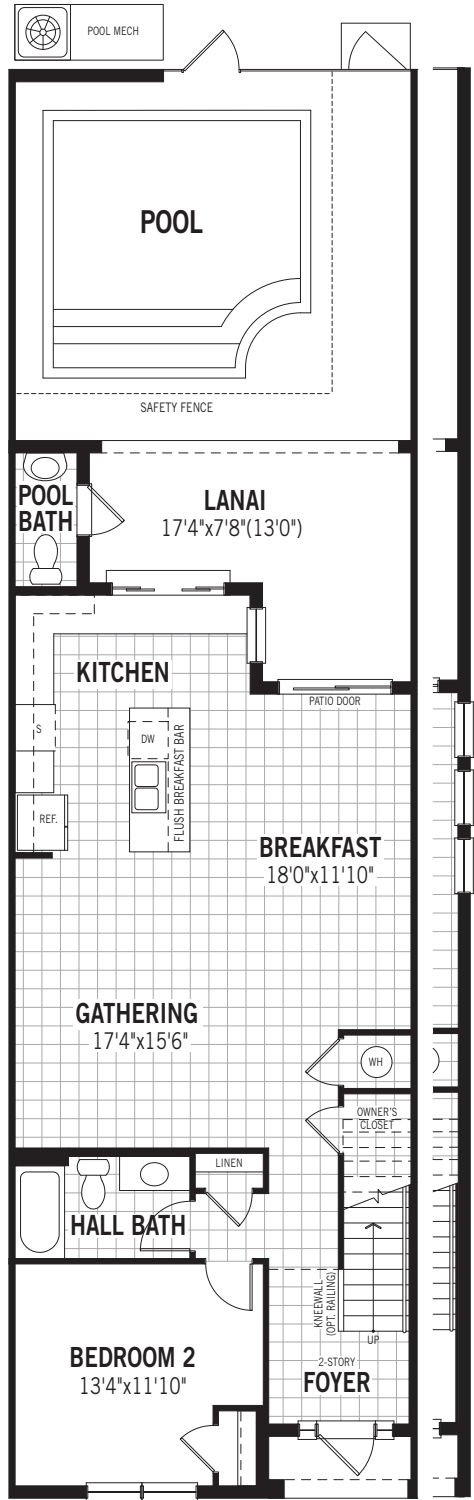 POOL MECH
POOL
SAFETY FENCE
POOL
BATH
LANAI
17'4"x7'8"(13'0")
KITCHEN
PATIO DOOR
S
DW
FLUSH BREAKFAST BAR
REF.
BREAKFAST
18'0"x11'10"
GATHERING
17'4"x15'6"
WH
OWNER'S
CLOSET
LINEN
HALL BATH
KNEEWALL
(OPT. RAILING)
UP
BEDROOM 2
13'4"x11'10"
2-STORY
FOYER